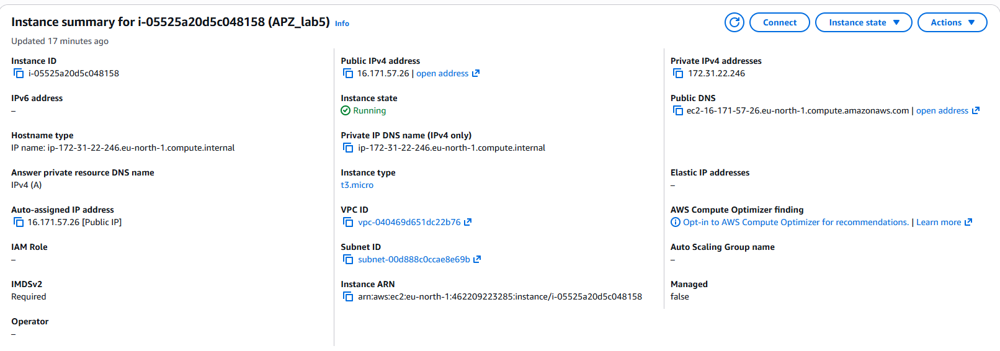 Instance summary for i-05525a20d5c048158 (APZ_lab5) Info
Connect
Instance state
Actions
Updated 17 minutes ago
Instance ID
i-05525a20d5c048158
Public IPv4 address
16.171.57.26 | open address
Private IPv4 addresses
172.31.22.246
IPv6 address
–
Instance state
Running
Public DNS
ec2-16-171-57-26.eu-north-1.compute.amazonaws.com | open address
Hostname type
IP name: ip-172-31-22-246.eu-north-1.compute.internal
Private IP DNS name (IPv4 only)
ip-172-31-22-246.eu-north-1.compute.internal
Answer private resource DNS name
IPv4 (A)
Instance type
t3.micro
Elastic IP addresses
–
Auto-assigned IP address
16.171.57.26 [Public IP]
VPC ID
vpc-040469d651dc22b76
AWS Compute Optimizer finding
Opt-in to AWS Compute Optimizer for recommendations. | Learn more
IAM Role
–
Subnet ID
subnet-00d888c0ccae8e69b
Auto Scaling Group name
–
IMDSv2
Required
Instance ARN
arn:aws:ec2:eu-north-1:462209223285:instance/i-05525a20d5c048158
Managed
false
Operator
–